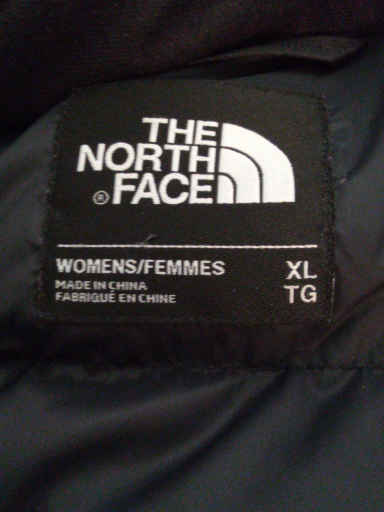 THE
NORTH
® FACE
WOMENS/FEMMES XL
MADE IN CHINA TG
FABRIQUÉ EN CHINE